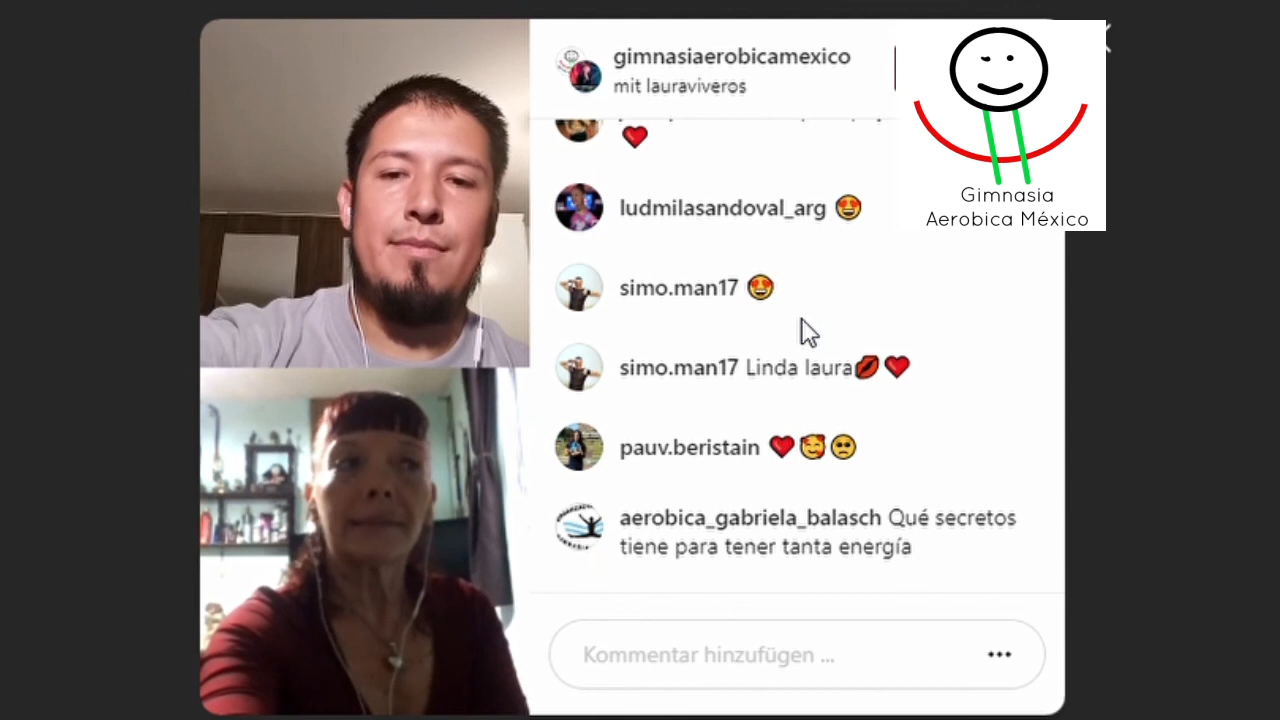 gimnasiaerobicamexico
mit lauraviveros
ludmilasandoval_arg 😍
simo.man17 😍
simo.man17 Linda laura💋❤️
pauv.beristain ❤️🥰🥺
aerobica_gabriela_balasch Qué secretos
tiene para tener tanta energía
Kommentar hinzufügen ...
Gimnasia
Aerobica México